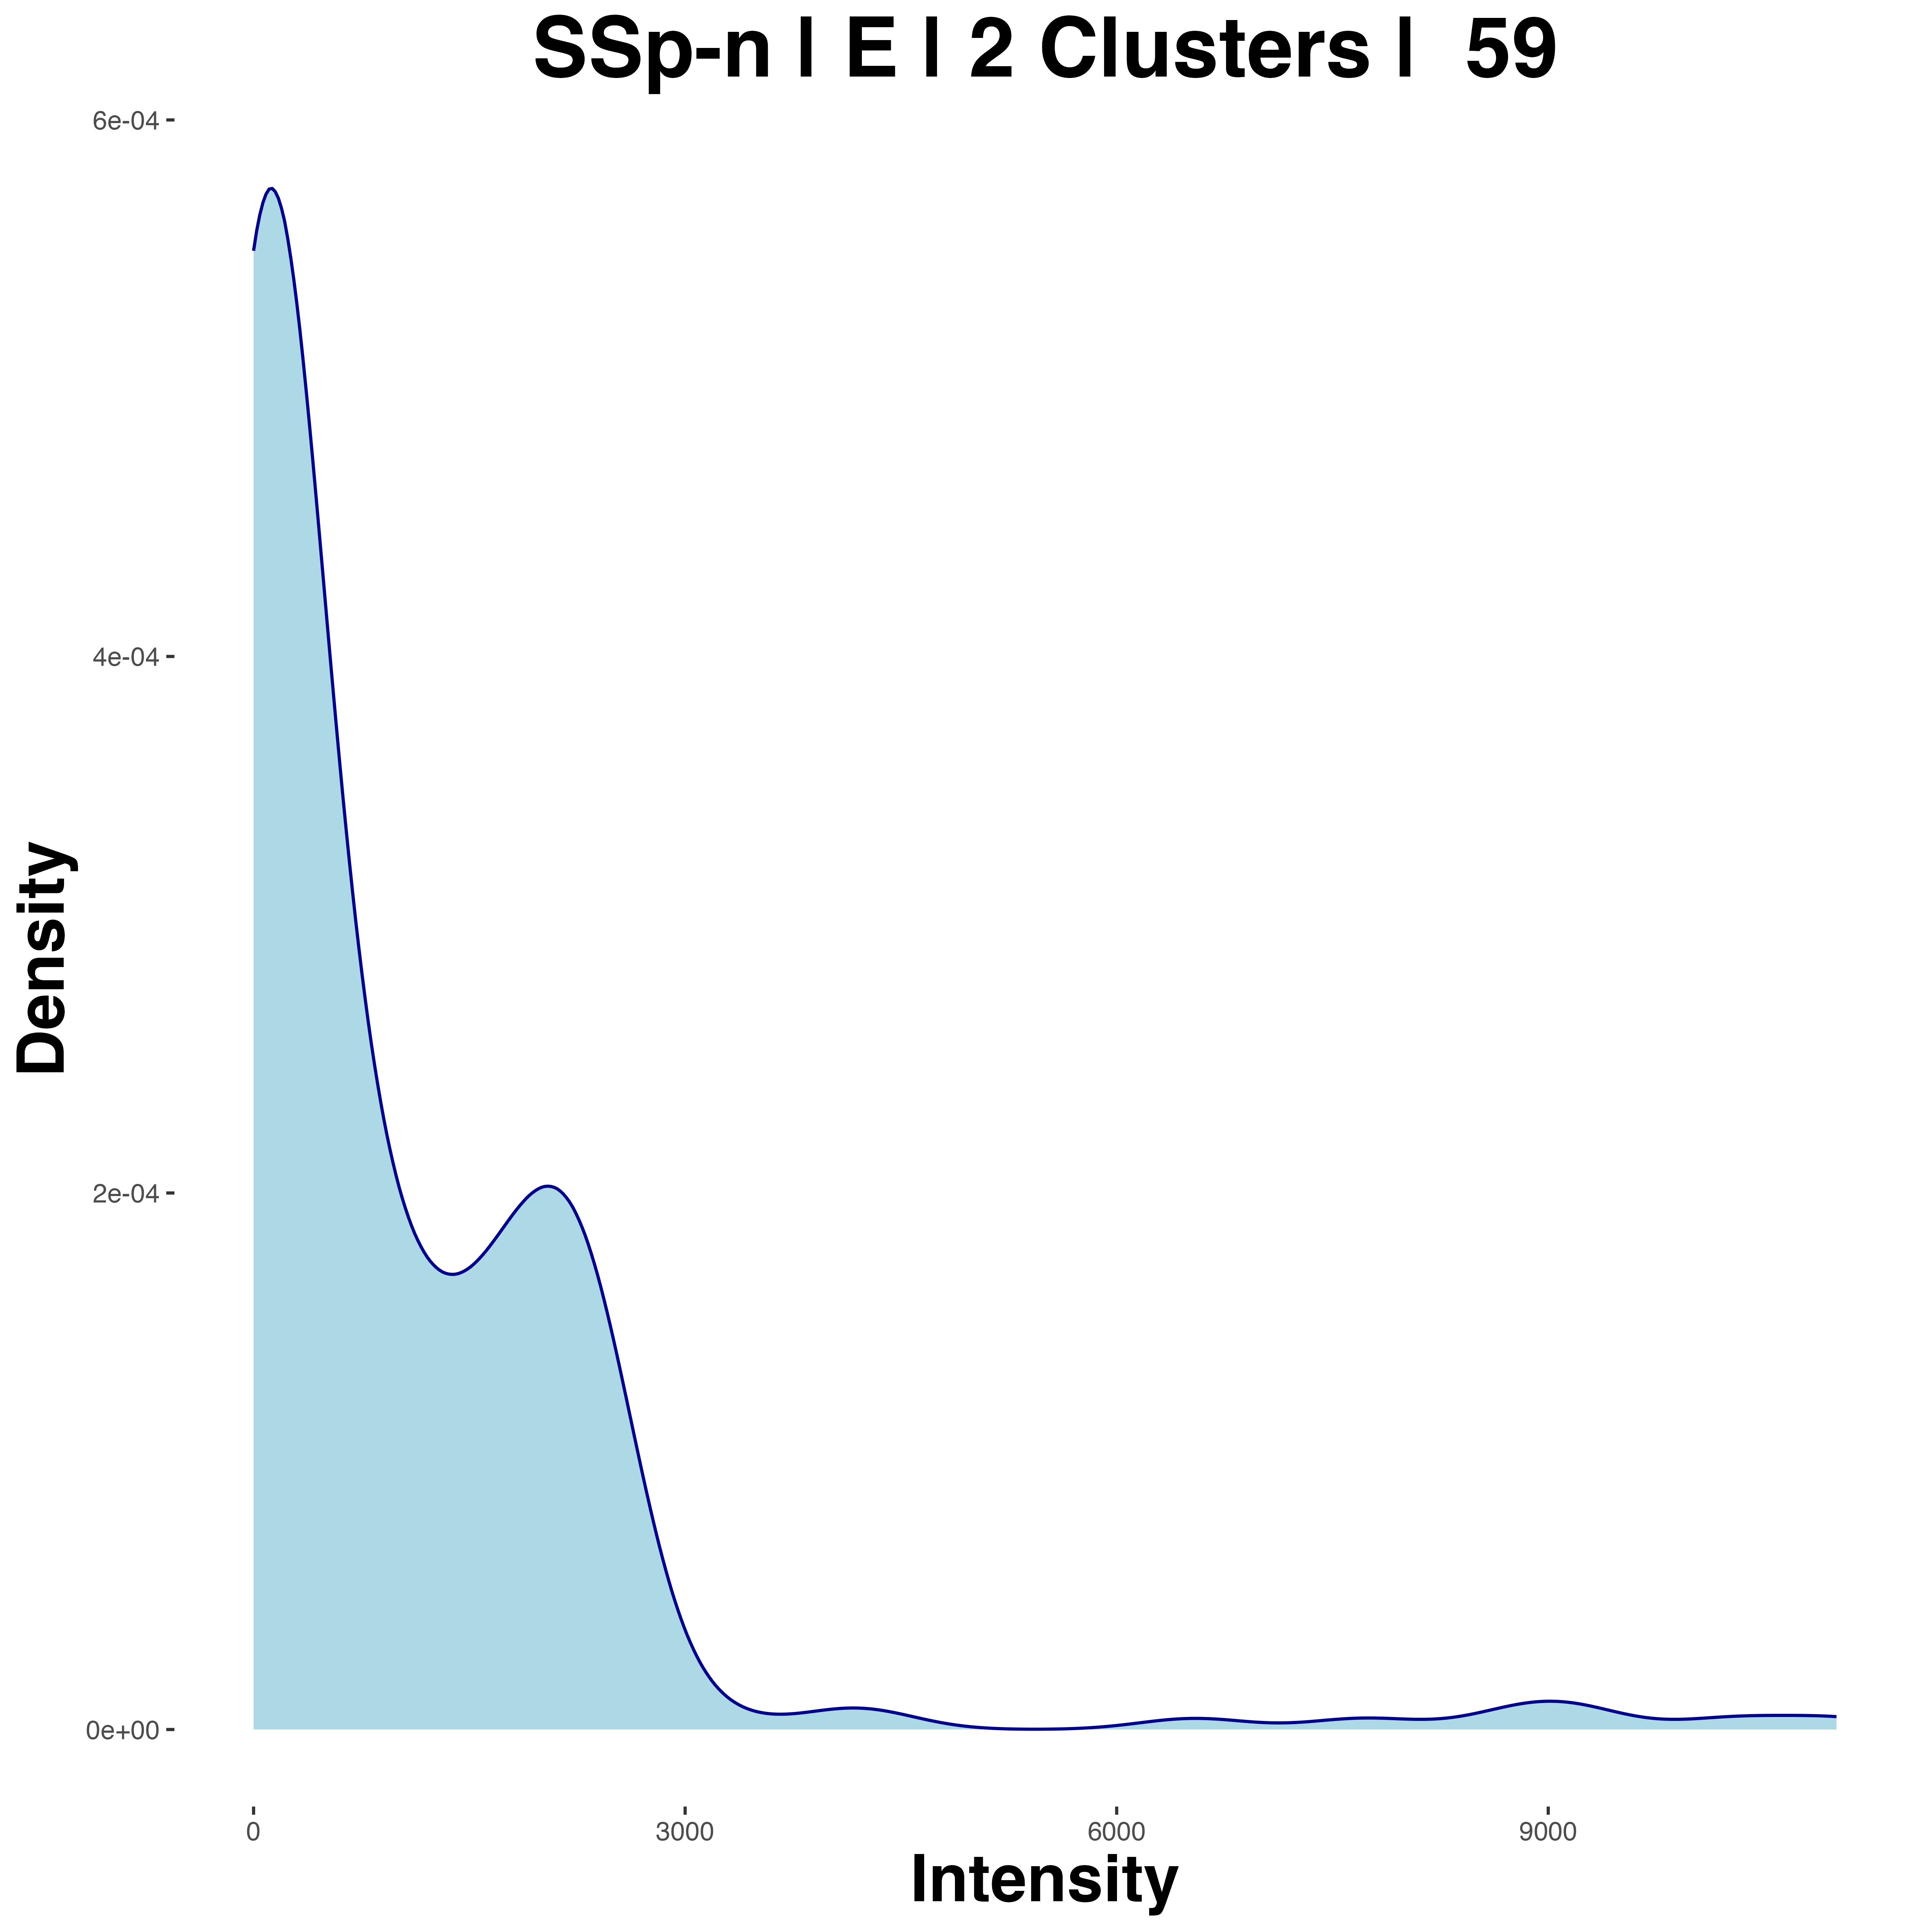 SSp-n | E | 2 Clusters | 59
6e-04
4e-04
2e-04
0e+00
Density
0
3000
6000
9000
Intensity